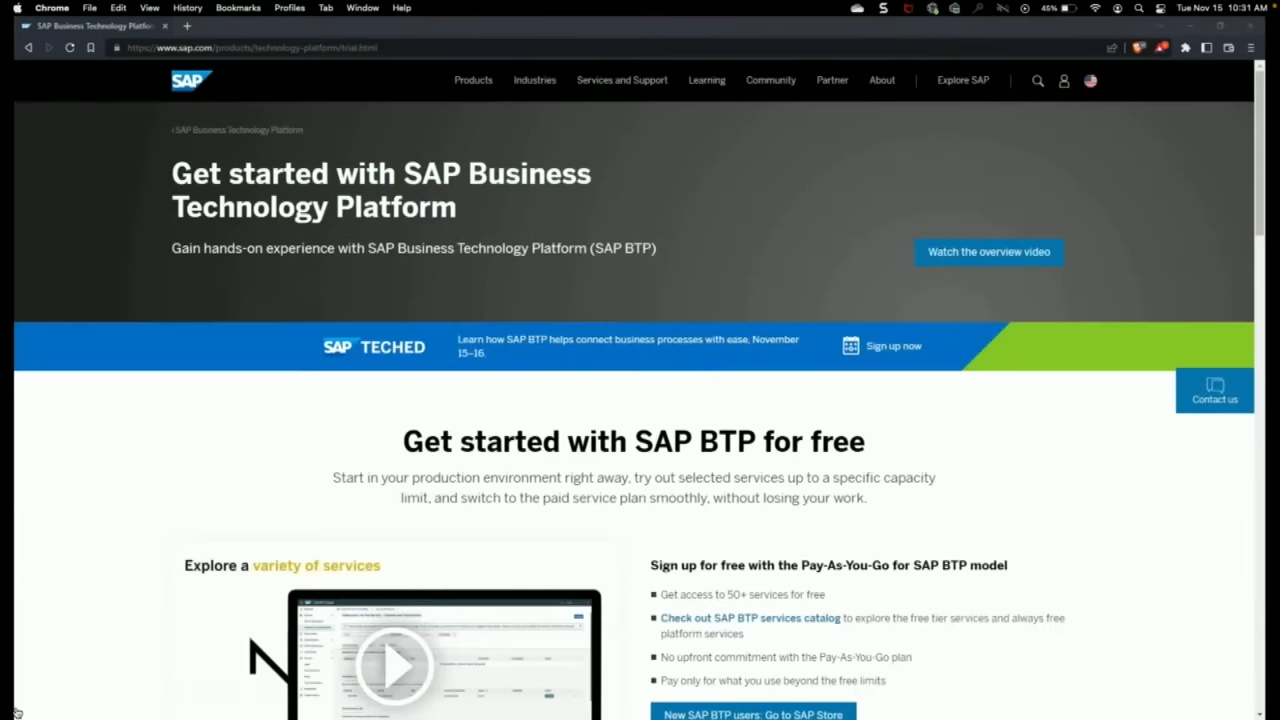 Chrome File Edit View History Bookmarks Profiles Tab Window Help
45% Tue Nov 15 10:31 AM
SAP Business Technology Platfor
https://www.sap.com/products/technology-platform/trial.html
SAP
Products Industries Services and Support Learning Community Partner About Explore SAP
‹ SAP Business Technology Platform
Get started with SAP Business
Technology Platform
Gain hands-on experience with SAP Business Technology Platform (SAP BTP)
Watch the overview video
SAP TECHED
Learn how SAP BTP helps connect business processes with ease, November
15–16.
Sign up now
Contact us
Get started with SAP BTP for free
Start in your production environment right away, try out selected services up to a specific capacity
limit, and switch to the paid service plan smoothly, without losing your work.
Explore a variety of services
Sign up for free with the Pay-As-You-Go for SAP BTP model
Get access to 50+ services for free
Check out SAP BTP services catalog to explore the free tier services and always free
platform services
No upfront commitment with the Pay-As-You-Go plan
Pay only for what you use beyond the free limits
New SAP BTP users: Go to SAP Store